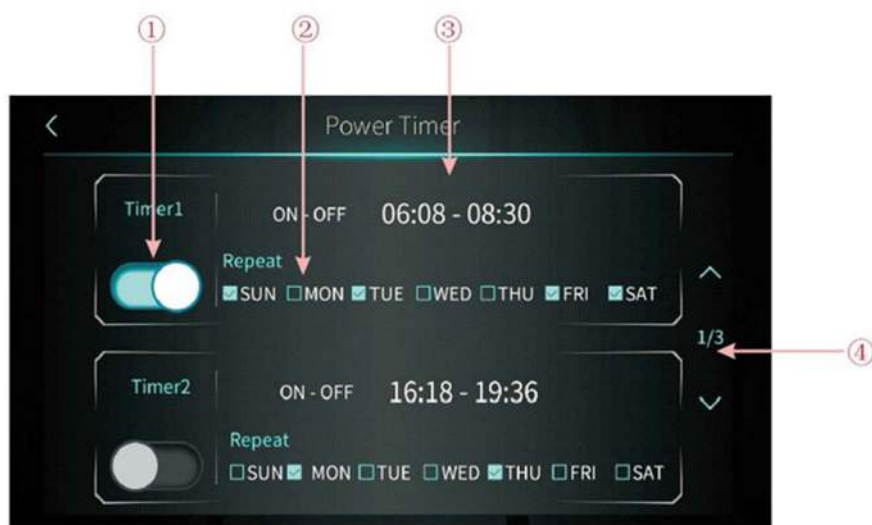 ① ② ③
Power Timer
Timer1 ON - OFF 06:08 - 08:30
Repeat
SUN MON TUE WED THU FRI SAT
1/3 ④
Timer2 ON - OFF 16:18 - 19:36
Repeat
SUN MON TUE WED THU FRI SAT